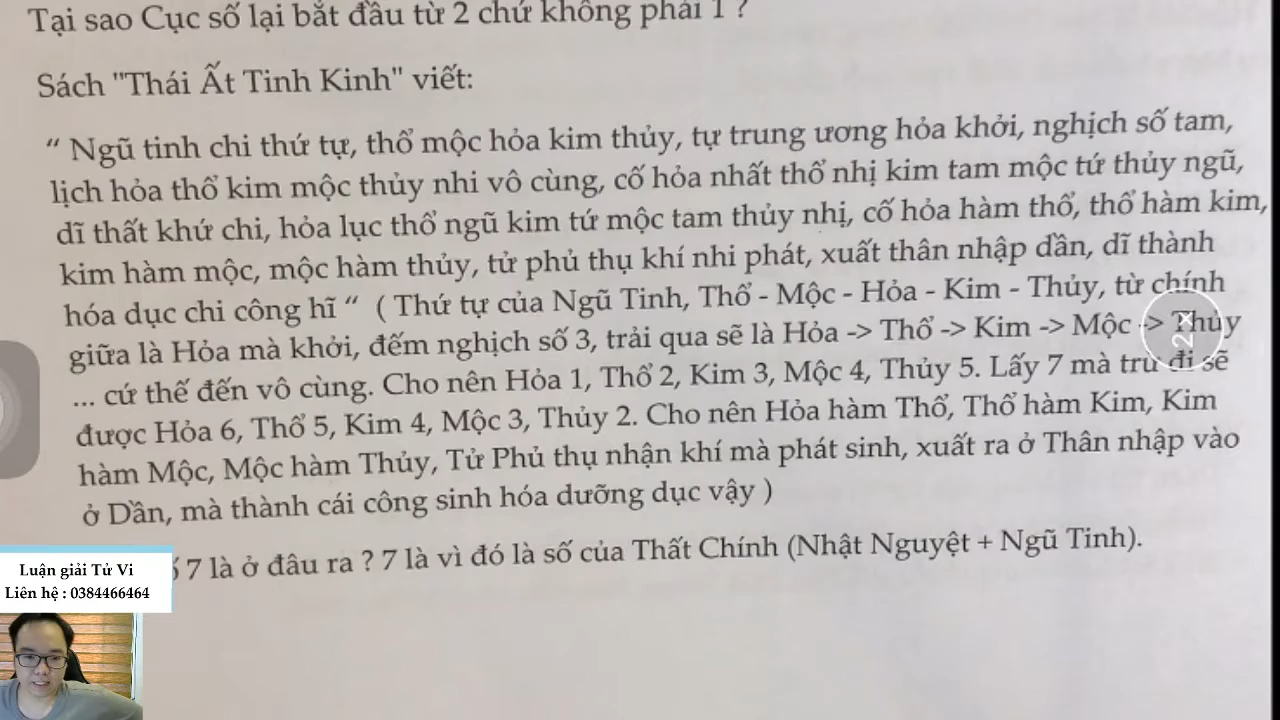 Tại sao Cục số lại bắt đầu từ 2 chứ không phải 1 ?
Sách "Thái Ất Tinh Kinh" viết:
“ Ngũ tinh chi thứ tự, thổ mộc hỏa kim thủy, tự trung ương hỏa khởi, nghịch số tam,
lịch hỏa thổ kim mộc thủy nhi vô cùng, cố hỏa nhất thổ nhị kim tam mộc tứ thủy ngũ,
dĩ thất khứ chi, hỏa lục thổ ngũ kim tứ mộc tam thủy nhị, cố hỏa hàm thổ, thổ hàm kim,
kim hàm mộc, mộc hàm thủy, tử phủ thụ khí nhi phát, xuất thân nhập dần, dĩ thành
hóa dục chi công hĩ “ ( Thứ tự của Ngũ Tinh, Thổ - Mộc - Hỏa - Kim - Thủy, từ chính
giữa là Hỏa mà khởi, đếm nghịch số 3, trải qua sẽ là Hỏa -> Thổ -> Kim -> Mộc -> Thủy
... cứ thế đến vô cùng. Cho nên Hỏa 1, Thổ 2, Kim 3, Mộc 4, Thủy 5. Lấy 7 mà trừ đi sẽ
được Hỏa 6, Thổ 5, Kim 4, Mộc 3, Thủy 2. Cho nên Hỏa hàm Thổ, Thổ hàm Kim, Kim
hàm Mộc, Mộc hàm Thủy, Tử Phủ thụ nhận khí mà phát sinh, xuất ra ở Thân nhập vào
ở Dần, mà thành cái công sinh hóa dưỡng dục vậy )
7 là ở đâu ra ? 7 là vì đó là số của Thất Chính (Nhật Nguyệt + Ngũ Tinh).
2x
Luận giải Tử Vi
Liên hệ : 0384466464